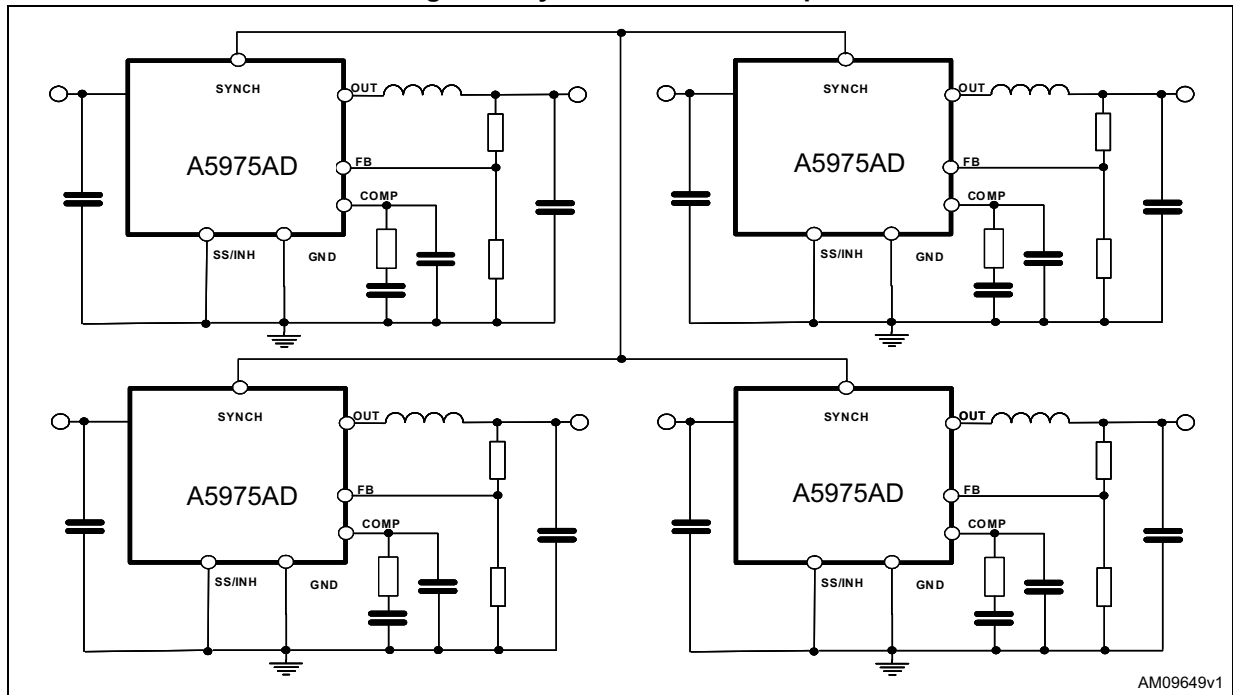 SYNCH
OUT
A5975AD
FB
COMP
SS/INH
GND
SYNCH
OUT
A5975AD
FB
COMP
SS/INH
GND
SYNCH
OUT
A5975AD
FB
COMP
SS/INH
GND
SYNCH
OUT
A5975AD
FB
COMP
SS/INH
GND
AM09649v1